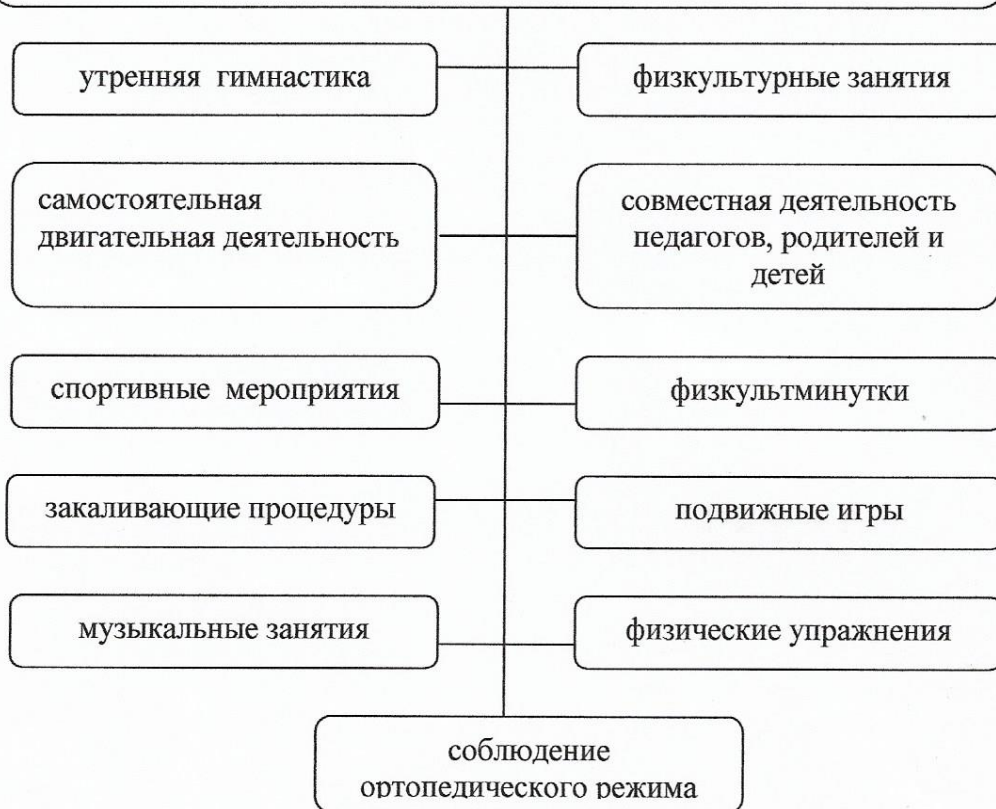 утренняя гимнастика
физкультурные занятия
самостоятельная
двигательная деятельность
совместная деятельность
педагогов, родителей и
детей
спортивные мероприятия
физкультминутки
закаливающие процедуры
подвижные игры
музыкальные занятия
физические упражнения
соблюдение
ортопедического режима